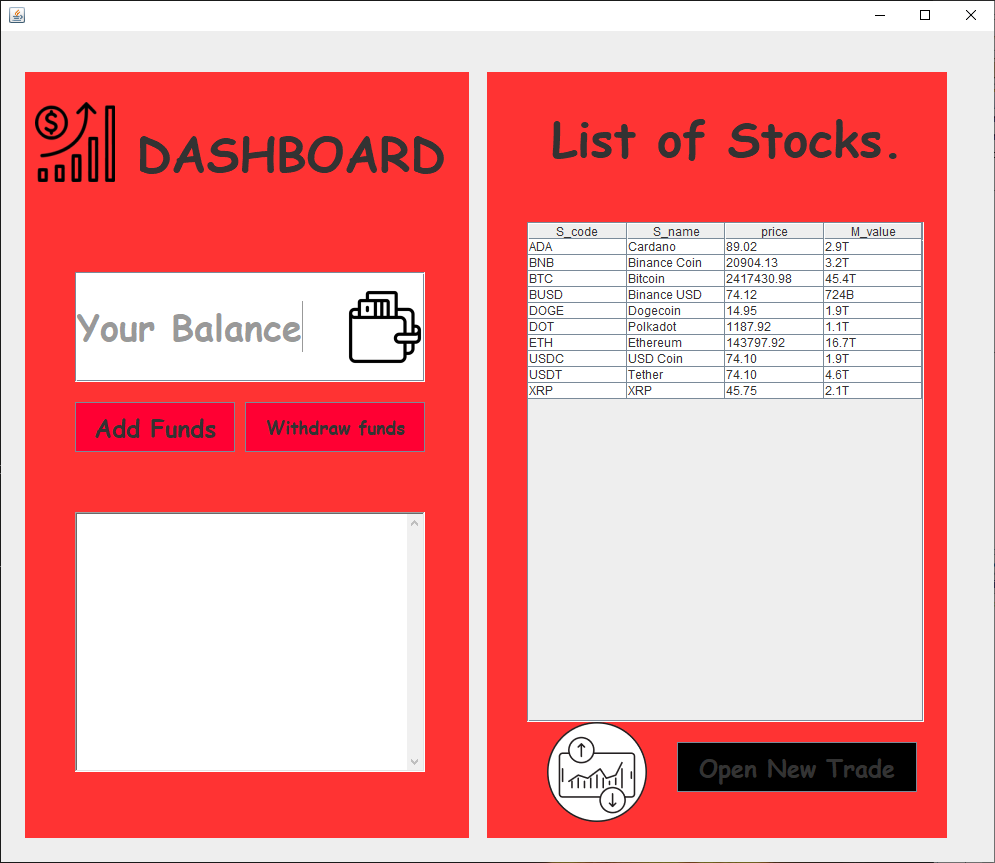 $
DASHBOARD
Your Balance
Add Funds Withdraw funds
List of Stocks.
S_code S_name price M_value
ADA Cardano 89.02 2.9T
BNB Binance Coin 20904.13 3.2T
BTC Bitcoin 2417430.98 45.4T
BUSD Binance USD 74.12 724B
DOGE Dogecoin 14.95 1.9T
DOT Polkadot 1187.92 1.1T
ETH Ethereum 143797.92 16.7T
USDC USD Coin 74.10 1.9T
USDT Tether 74.10 4.6T
XRP XRP 45.75 2.1T
Open New Trade